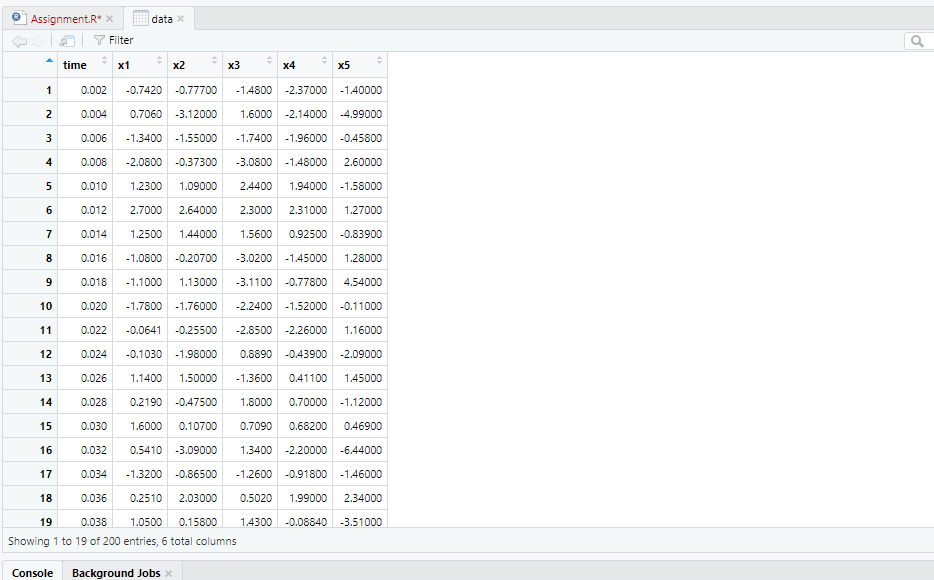 Assignment.R* × data ×
Filter
time x1 x2 x3 x4 x5
1 0.002 -0.7420 -0.77700 -1.4800 -2.37000 -1.40000
2 0.004 0.7060 -3.12000 1.6000 -2.14000 -4.99000
3 0.006 -1.3400 -1.55000 -1.7400 -1.96000 -0.45800
4 0.008 -2.0800 -0.37300 -3.0800 -1.48000 2.60000
5 0.010 1.2300 1.09000 2.4400 1.94000 -1.58000
6 0.012 2.7000 2.64000 2.3000 2.31000 1.27000
7 0.014 1.2500 1.44000 1.5600 0.92500 -0.83900
8 0.016 -1.0800 -0.20700 -3.0200 -1.45000 1.28000
9 0.018 -1.1000 1.13000 -3.1100 -0.77800 4.54000
10 0.020 -1.7800 -1.76000 -2.2400 -1.52000 -0.11000
11 0.022 -0.0641 -0.25500 -2.8500 -2.26000 1.16000
12 0.024 -0.1030 -1.98000 0.8890 -0.43900 -2.09000
13 0.026 1.1400 1.50000 -1.3600 0.41100 1.45000
14 0.028 0.2190 -0.47500 1.8000 0.70000 -1.12000
15 0.030 1.6000 0.10700 0.7090 0.68200 0.46900
16 0.032 0.5410 -3.09000 1.3400 -2.20000 -6.44000
17 0.034 -1.3200 -0.86500 -1.2600 -0.91800 -1.46000
18 0.036 0.2510 2.03000 0.5020 1.99000 2.34000
19 0.038 1.0500 0.15800 1.4300 -0.08840 -3.51000
Showing 1 to 19 of 200 entries, 6 total columns
Console Background Jobs ×